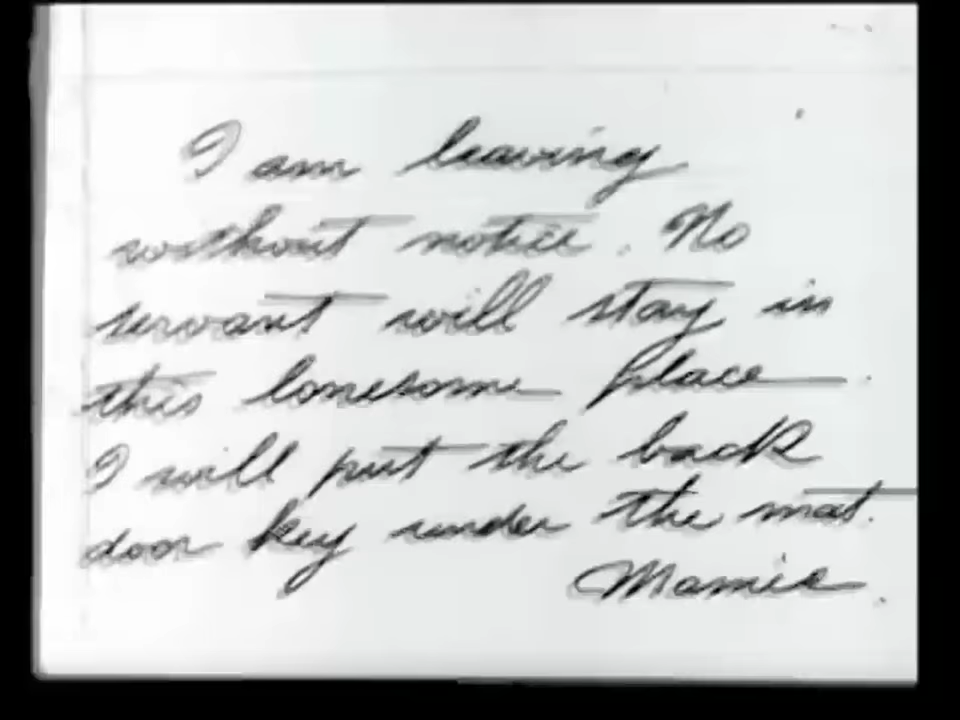 I am leaving
without notice. No
servant will stay in
this lonesome place.
I will put the back
door key under the mat.
Mamie.